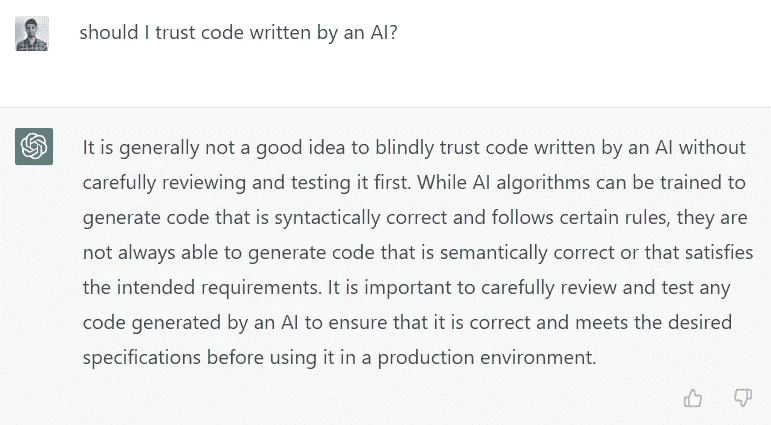 should I trust code written by an AI?
It is generally not a good idea to blindly trust code written by an AI without
carefully reviewing and testing it first. While AI algorithms can be trained to
generate code that is syntactically correct and follows certain rules, they are
not always able to generate code that is semantically correct or that satisfies
the intended requirements. It is important to carefully review and test any
code generated by an AI to ensure that it is correct and meets the desired
specifications before using it in a production environment.